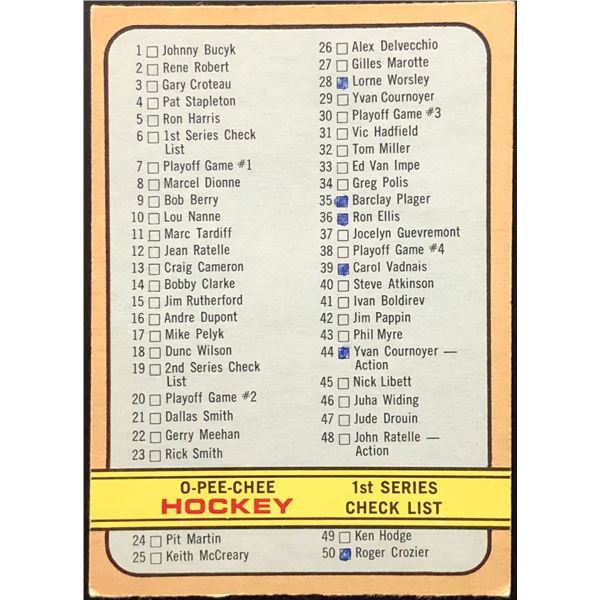 1 Johnny Bucyk
2 Rene Robert
3 Gary Croteau
4 Pat Stapleton
5 Ron Harris
6 1st Series Check
List
7 Playoff Game #1
8 Marcel Dionne
9 Bob Berry
10 Lou Nanne
11 Marc Tardiff
12 Jean Ratelle
13 Craig Cameron
14 Bobby Clarke
15 Jim Rutherford
16 Andre Dupont
17 Mike Pelyk
18 Dunc Wilson
19 2nd Series Check
List
20 Playoff Game #2
21 Dallas Smith
22 Gerry Meehan
23 Rick Smith
26 Alex Delvecchio
27 Gilles Marotte
28 Lorne Worsley
29 Yvan Cournoyer
30 Playoff Game #3
31 Vic Hadfield
32 Tom Miller
33 Ed Van Impe
34 Greg Polis
35 Barclay Plager
36 Ron Ellis
37 Jocelyn Guevremont
38 Playoff Game #4
39 Carol Vadnais
40 Steve Atkinson
41 Ivan Boldirev
42 Jim Pappin
43 Phil Myre
44 Yvan Cournoyer —
Action
45 Nick Libett
46 Juha Widing
47 Jude Drouin
48 John Ratelle —
Action
O-PEE-CHEE
HOCKEY
1st SERIES
CHECK LIST
24 Pit Martin
25 Keith McCreary
49 Ken Hodge
50 Roger Crozier